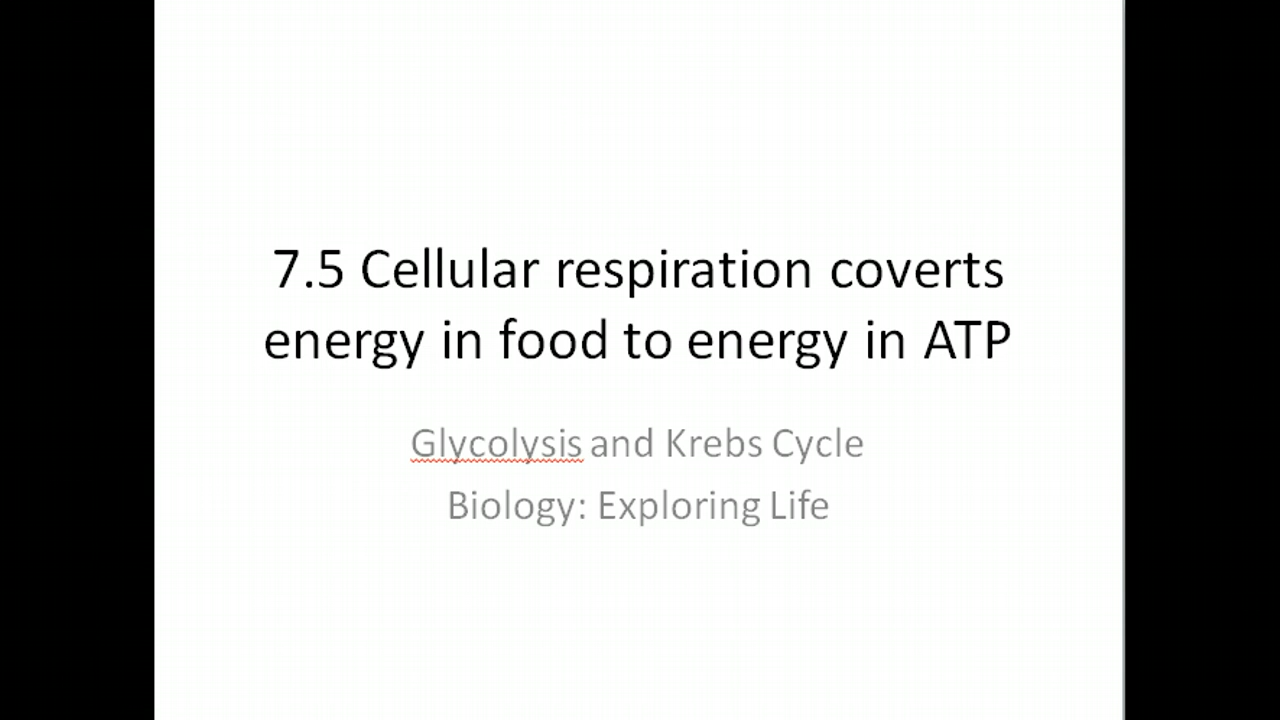 7.5 Cellular respiration coverts
energy in food to energy in ATP
Glycolysis and Krebs Cycle
Biology: Exploring Life